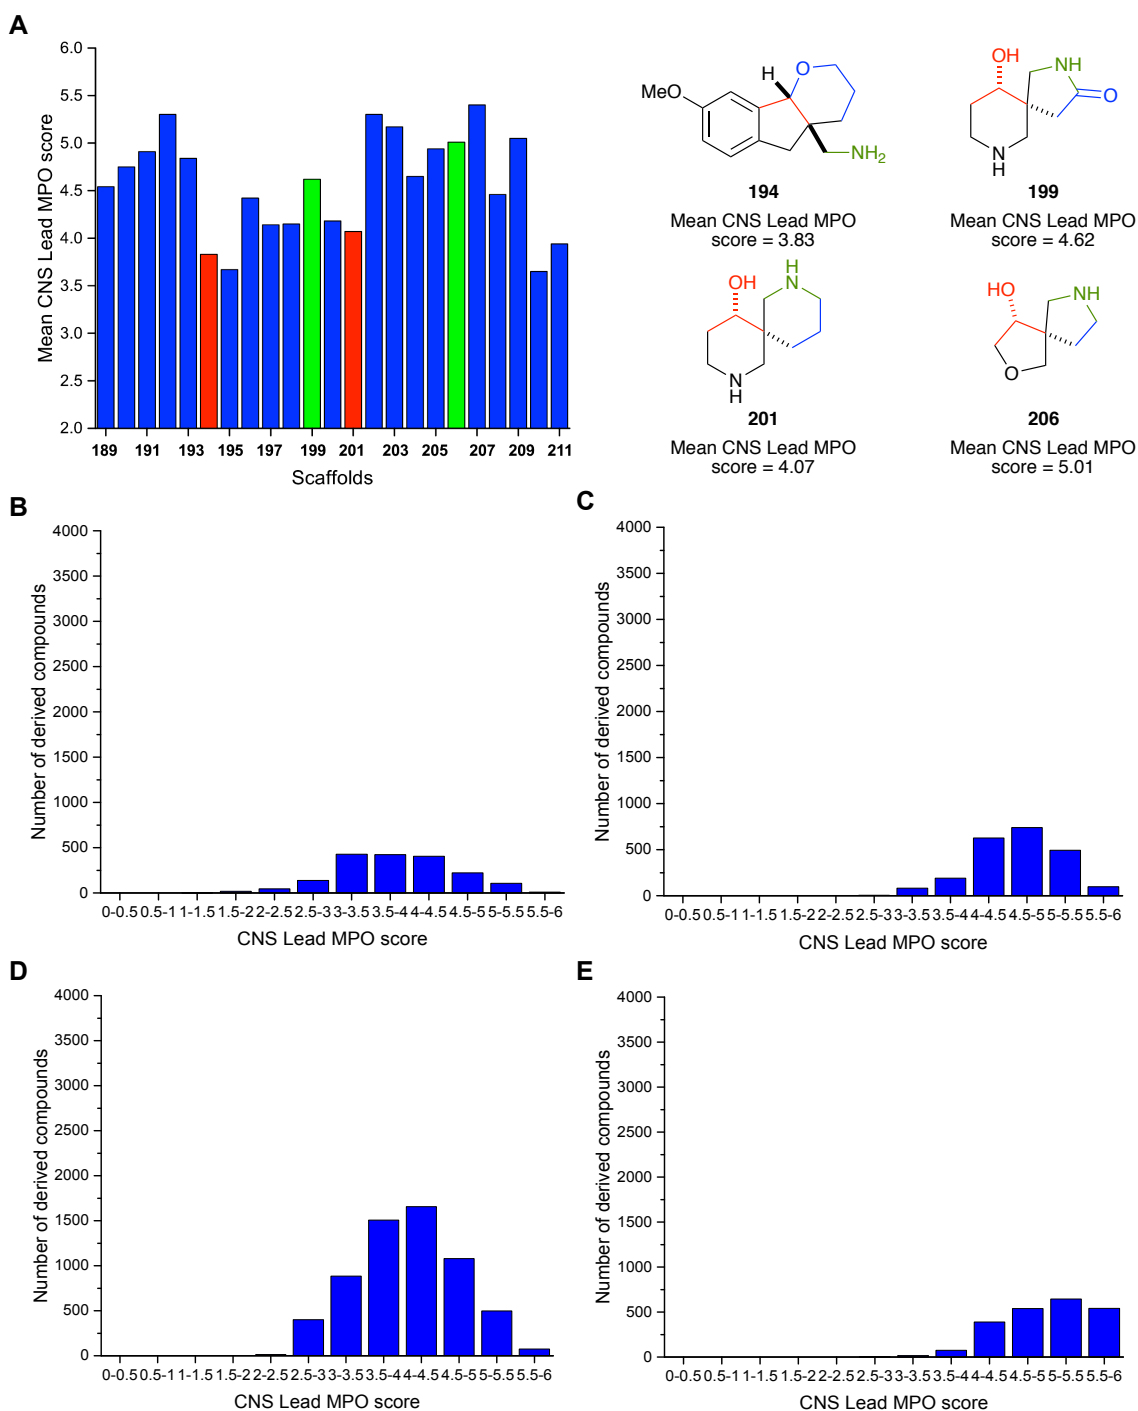 A
6.0
5.5
5.0
4.5
4.0
3.5
3.0
2.5
2.0
Mean CNS Lead MPO score
189 191 193 195 197 199 201 203 205 207 209 211
Scaffolds
MeO
H
O
NH2
194
Mean CNS Lead MPO
score = 3.83
OH
NH
O
N
H
199
Mean CNS Lead MPO
score = 4.62
OH
H
N
N
H
201
Mean CNS Lead MPO
score = 4.07
HO
NH
O
206
Mean CNS Lead MPO
score = 5.01
B
4000
3500
3000
2500
2000
1500
1000
500
0
Number of derived compounds
0-0.5 0.5-1 1-1.5 1.5-2 2-2.5 2.5-3 3-3.5 3.5-4 4-4.5 4.5-5 5-5.5 5.5-6
CNS Lead MPO score
C
4000
3500
3000
2500
2000
1500
1000
500
0
Number of derived compounds
0-0.5 0.5-1 1-1.5 1.5-2 2-2.5 2.5-3 3-3.5 3.5-4 4-4.5 4.5-5 5-5.5 5.5-6
CNS Lead MPO score
D
4000
3500
3000
2500
2000
1500
1000
500
0
Number of derived compounds
0-0.5 0.5-1 1-1.5 1.5-2 2-2.5 2.5-3 3-3.5 3.5-4 4-4.5 4.5-5 5-5.5 5.5-6
CNS Lead MPO score
E
4000
3500
3000
2500
2000
1500
1000
500
0
Number of derived compounds
0-0.5 0.5-1 1-1.5 1.5-2 2-2.5 2.5-3 3-3.5 3.5-4 4-4.5 4.5-5 5-5.5 5.5-6
CNS Lead MPO score